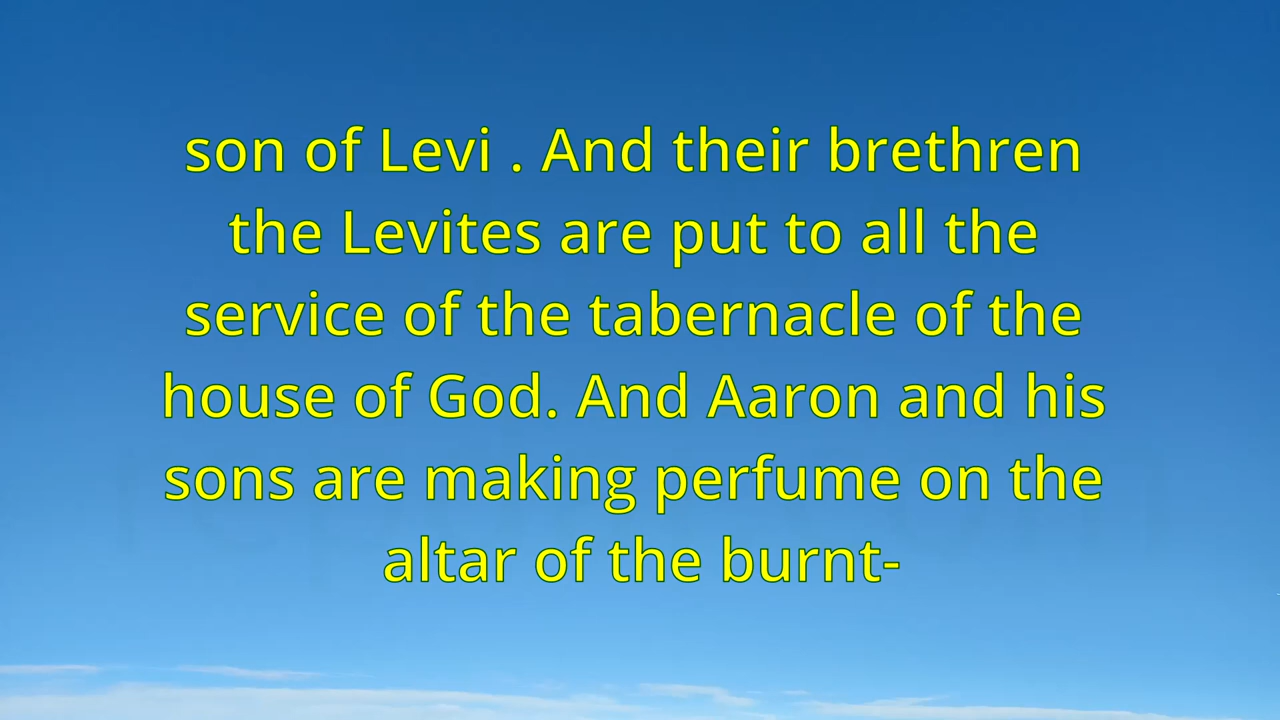 son of Levi . And their brethren
the Levites are put to all the
service of the tabernacle of the
house of God. And Aaron and his
sons are making perfume on the
altar of the burnt-